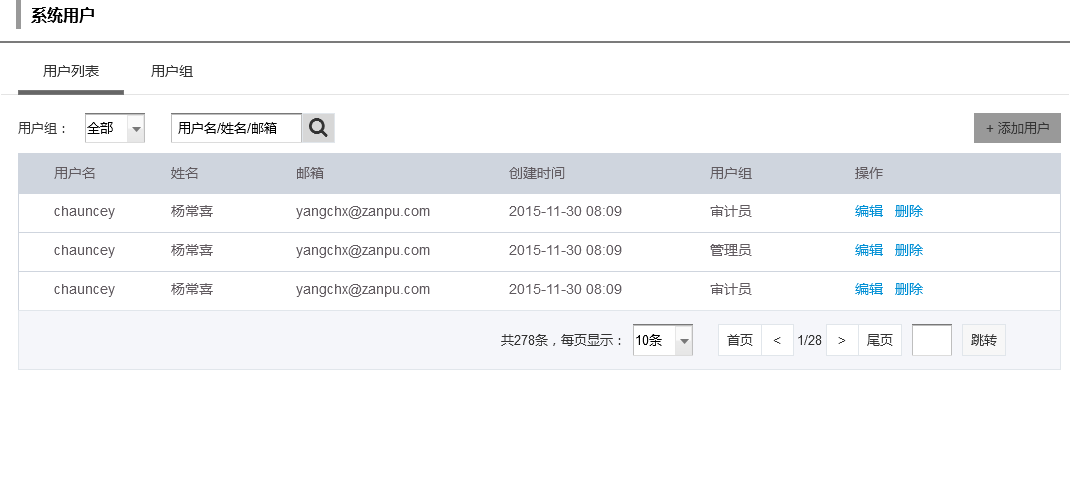 系统用户
用户列表 用户组
用户组： 全部 用户名/姓名/邮箱 + 添加用户
用户名 姓名 邮箱 创建时间 用户组 操作
chauncey 杨常喜 yangchx@zanpu.com 2015-11-30 08:09 审计员 编辑 删除
chauncey 杨常喜 yangchx@zanpu.com 2015-11-30 08:09 管理员 编辑 删除
chauncey 杨常喜 yangchx@zanpu.com 2015-11-30 08:09 审计员 编辑 删除
共278条，每页显示： 10条 首页 < 1/28 > 尾页 跳转